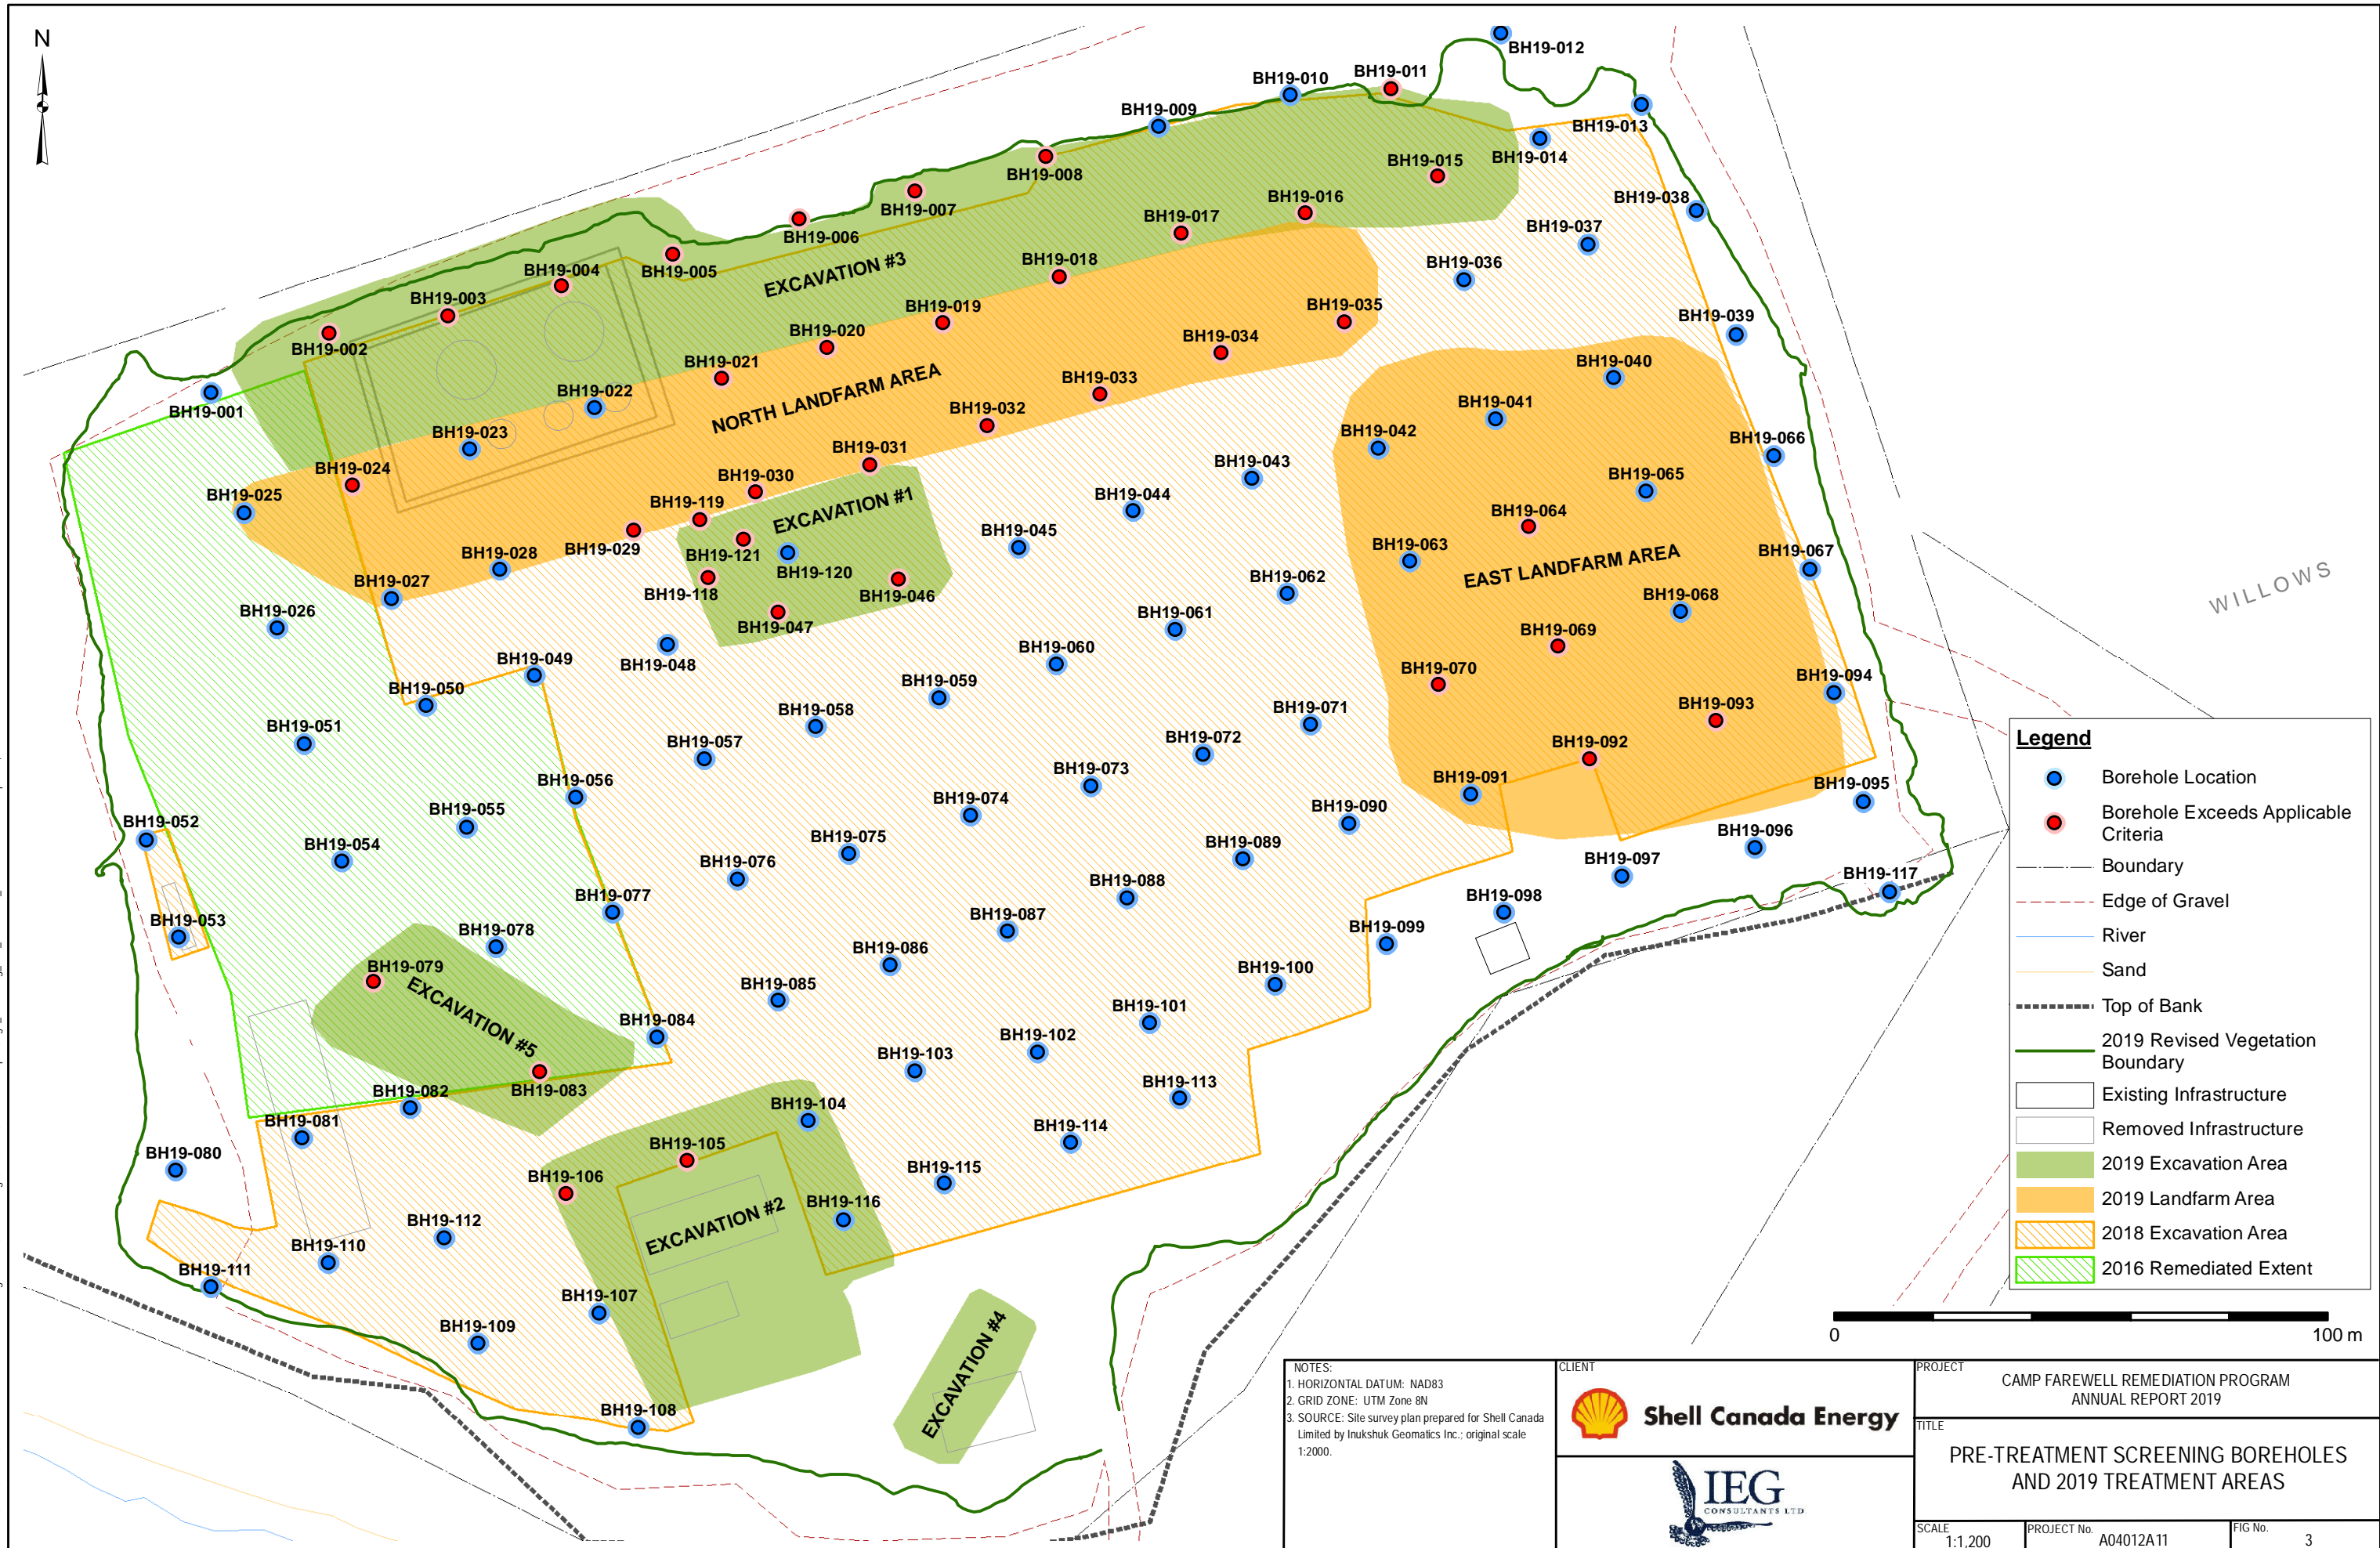 N
BH19-012
BH19-010
BH19-011
BH19-009
BH19-013
BH19-014
BH19-015
BH19-008
BH19-007
BH19-016
BH19-038
BH19-017
BH19-037
BH19-006
BH19-018
BH19-036
EXCAVATION #3
BH19-005
BH19-004
BH19-003
BH19-002
BH19-019
BH19-035
BH19-039
BH19-020
BH19-034
BH19-021
BH19-040
BH19-033
BH19-022
BH19-001
NORTH LANDFARM AREA
BH19-032
BH19-041
BH19-023
BH19-042
BH19-066
BH19-031
BH19-024
BH19-043
BH19-030
BH19-065
BH19-025
BH19-044
BH19-119
EXCAVATION #1
BH19-064
BH19-045
BH19-029
BH19-121
BH19-028
BH19-063
BH19-067
EAST LANDFARM AREA
BH19-120
BH19-027
BH19-062
WILLOWS
BH19-118
BH19-046
BH19-068
BH19-026
BH19-061
BH19-047
BH19-069
BH19-060
BH19-048
BH19-049
BH19-070
BH19-094
BH19-050
BH19-059
BH19-093
BH19-058
BH19-071
BH19-051
BH19-057
BH19-072
BH19-092
BH19-056
BH19-073
BH19-091
BH19-095
BH19-074
BH19-055
BH19-090
BH19-052
BH19-075
BH19-096
BH19-054
BH19-089
BH19-076
BH19-097
BH19-088
BH19-117
BH19-077
BH19-098
BH19-087
BH19-053
BH19-078
BH19-099
BH19-086
BH19-079
EXCAVATION #5
BH19-100
BH19-085
BH19-101
BH19-084
BH19-102
BH19-103
BH19-083
BH19-082
BH19-113
BH19-104
BH19-081
BH19-114
BH19-105
BH19-080
BH19-115
BH19-106
BH19-116
EXCAVATION #2
BH19-112
BH19-110
BH19-111
BH19-107
BH19-109
EXCAVATION #4
BH19-108
Legend
Borehole Location
Borehole Exceeds Applicable
Criteria
Boundary
Edge of Gravel
River
Sand
Top of Bank
2019 Revised Vegetation
Boundary
Existing Infrastructure
Removed Infrastructure
2019 Excavation Area
2019 Landfarm Area
2018 Excavation Area
2016 Remediated Extent
0
100 m
NOTES:
1. HORIZONTAL DATUM: NAD83
2. GRID ZONE: UTM Zone 8N
3. SOURCE: Site survey plan prepared for Shell Canada
Limited by Inukshuk Geomatics Inc.; original scale
1:2000.
CLIENT
Shell Canada Energy
IEG
CONSULTANTS LTD.
PROJECT
CAMP FAREWELL REMEDIATION PROGRAM
ANNUAL REPORT 2019
TITLE
PRE-TREATMENT SCREENING BOREHOLES
AND 2019 TREATMENT AREAS
SCALE
1:1,200
PROJECT No.
A04012A11
FIG No.
3